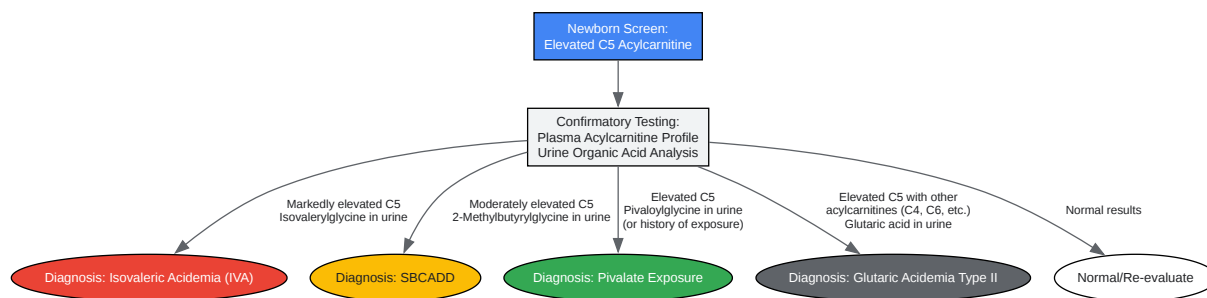 Newborn Screen:
Elevated C5 Acylcarnitine
Confirmatory Testing:
Plasma Acylcarnitine Profile
Urine Organic Acid Analysis
Markedly elevated C5
Isovalerylglycine in urine
Moderately elevated C5
2-Methylbutyrylglycine in urine
Elevated C5
Pivaloylglycine in urine
(or history of exposure)
Elevated C5 with other
acylcarnitines (C4, C6, etc.)
Glutaric acid in urine
Normal results
Diagnosis: Isovaleric Acidemia (IVA)
Diagnosis: SBCADD
Diagnosis: Pivalate Exposure
Diagnosis: Glutaric Acidemia Type II
Normal/Re-evaluate